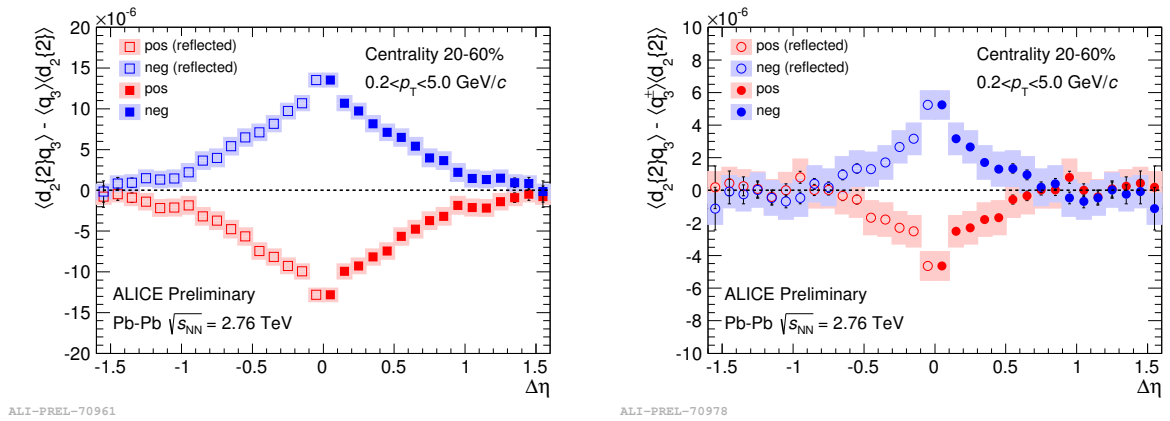 ×10⁻⁶
⟨d₂{2}q₃⟩ - ⟨q₃⟩⟨d₂{2}⟩
20
15
10
5
0
-5
-10
-15
-20
pos (reflected)
neg (reflected)
pos
neg
Centrality 20-60%
0.2<p_T<5.0 GeV/c
ALICE Preliminary
Pb-Pb √s_NN = 2.76 TeV
-1.5 -1 -0.5 0 0.5 1 1.5
Δη
ALI-PREL-70961
×10⁻⁶
⟨d₂{2}q₃^±⟩ - ⟨q₃^±⟩⟨d₂{2}⟩
10
8
6
4
2
0
-2
-4
-6
-8
-10
pos (reflected)
neg (reflected)
pos
neg
Centrality 20-60%
0.2<p_T<5.0 GeV/c
ALICE Preliminary
Pb-Pb √s_NN = 2.76 TeV
-1.5 -1 -0.5 0 0.5 1 1.5
Δη
ALI-PREL-70978